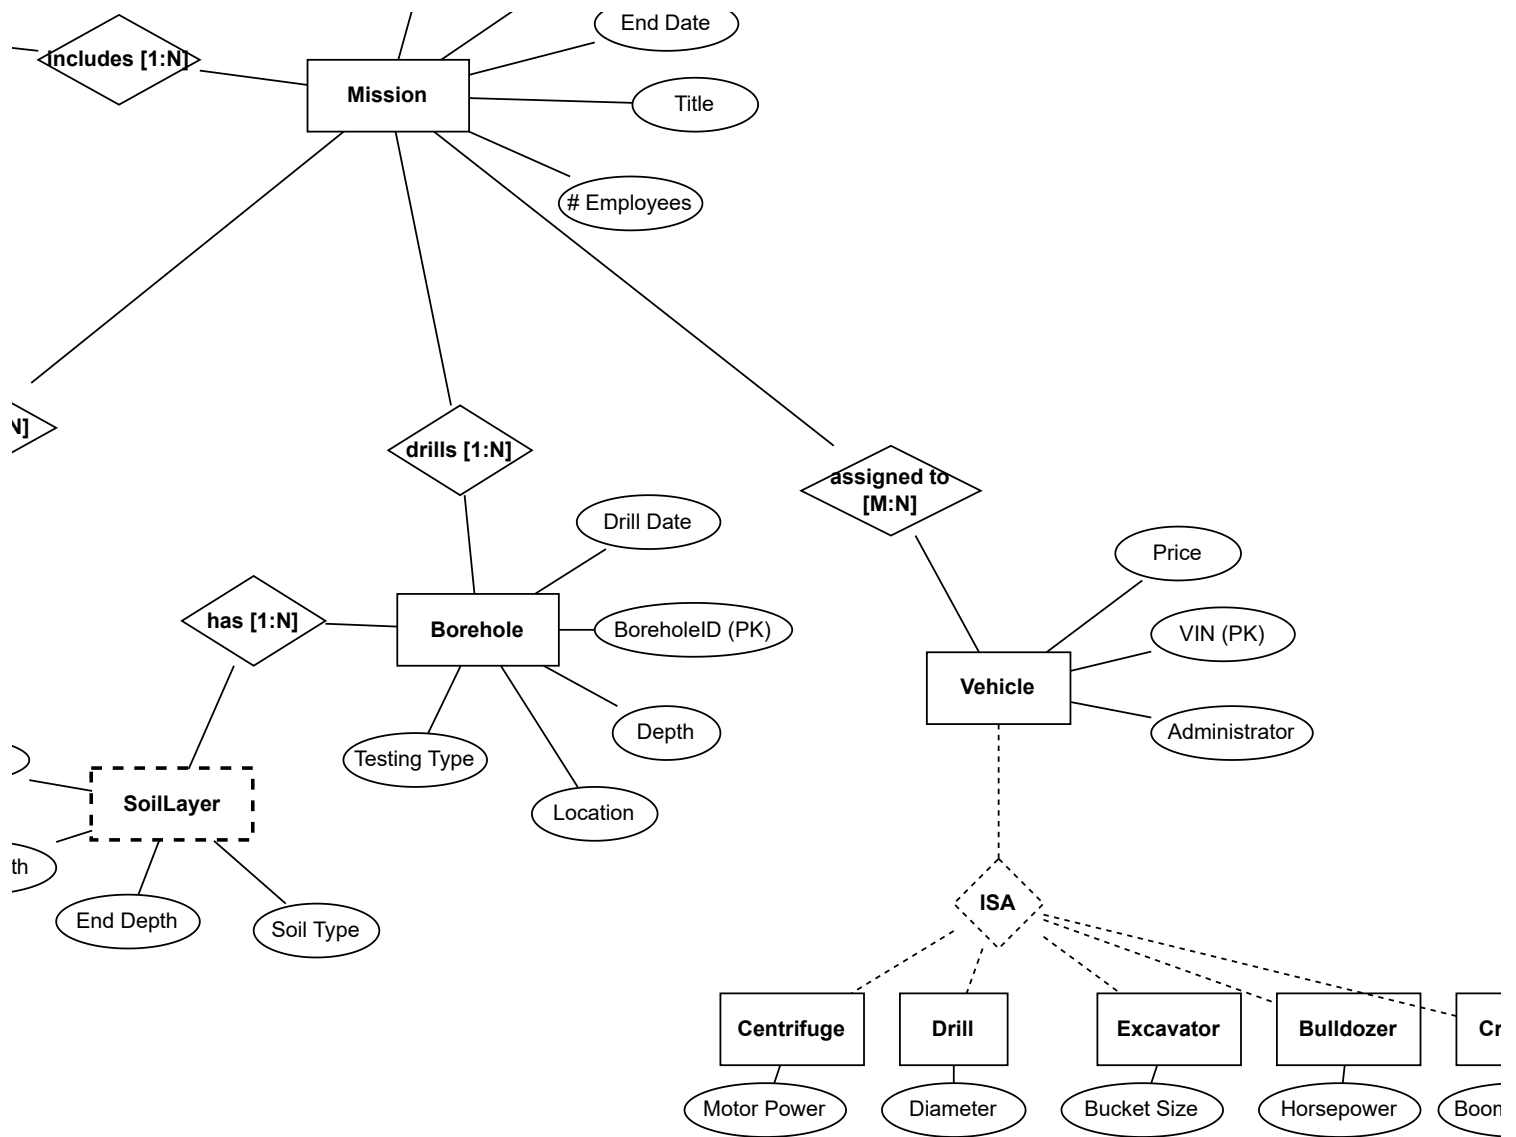 End Date
includes [1:N]
Mission
Title
# Employees
N]
drills [1:N]
assigned to
[M:N]
Drill Date
Price
has [1:N]
Borehole
BoreholeID (PK)
VIN (PK)
Vehicle
Depth
Administrator
Testing Type
SoilLayer
Location
th
End Depth
Soil Type
ISA
Centrifuge
Drill
Excavator
Bulldozer
Cr
Motor Power
Diameter
Bucket Size
Horsepower